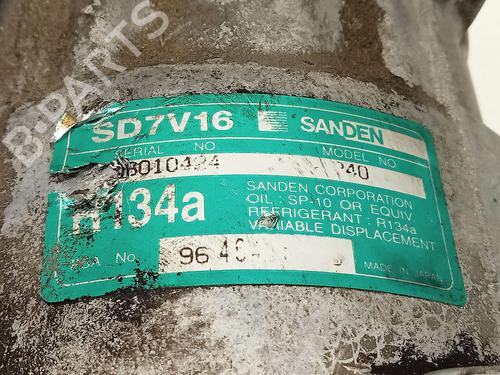 B-PARTS
SD7V16 SANDEN
SERIAL NO MODEL NO
R134a
SANDEN CORPORATION
OIL : SP-10 OR EQUIV.
REFRIGERANT : R134a
VARIABLE DISPLACEMENT
No. 96
MADE IN JAPAN